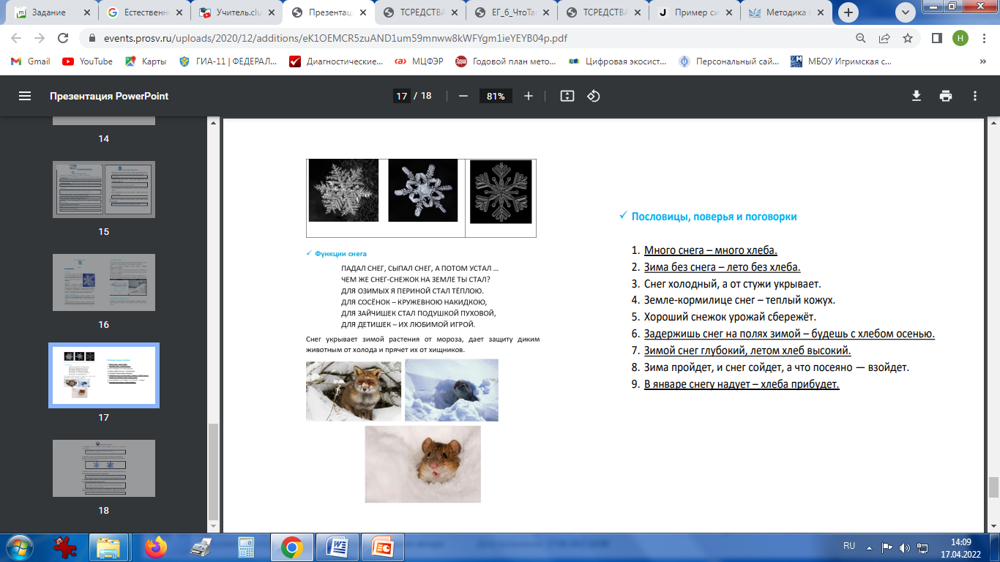 Задание
Естественно
Учитель.clu
Презентаци
ТСРЕДСТВА
ЕГ_6_ЧтоТа
ТСРЕДСТВА
Пример си
Методика
events.prosv.ru/uploads/2020/12/additions/eK1OEMCR5zuAND1um59mnww8kWFYgm1ieYEYB04p.pdf
Н
Gmail
YouTube
Карты
ГИА-11 | ФЕДЕРАЛ...
Диагностические...
МЦФЭР
Годовой план мето...
Цифровая экосист...
Персональный сай...
МБОУ Игримская с...
Презентация PowerPoint
17 / 18
81%
14
15
16
17
18
✓ Функции снега
ПАДАЛ СНЕГ, СЫПАЛ СНЕГ, А ПОТОМ УСТАЛ ...
ЧЕМ ЖЕ СНЕГ-СНЕЖОК НА ЗЕМЛЕ ТЫ СТАЛ?
ДЛЯ ОЗИМЫХ Я ПЕРИНОЙ СТАЛ ТЁПЛОЮ.
ДЛЯ СОСЁНОК – КРУЖЕВНОЮ НАКИДКОЮ,
ДЛЯ ЗАЙЧИШЕК СТАЛ ПОДУШКОЙ ПУХОВОЙ,
ДЛЯ ДЕТИШЕК – ИХ ЛЮБИМОЙ ИГРОЙ.
Снег укрывает зимой растения от мороза, дает защиту диким
животным от холода и прячет их от хищников.
✓ Пословицы, поверья и поговорки
1. Много снега – много хлеба.
2. Зима без снега – лето без хлеба.
3. Снег холодный, а от стужи укрывает.
4. Земле-кормилице снег – теплый кожух.
5. Хороший снежок урожай сбережёт.
6. Задержишь снег на полях зимой – будешь с хлебом осенью.
7. Зимой снег глубокий, летом хлеб высокий.
8. Зима пройдет, и снег сойдет, а что посеяно — взойдет.
9. В январе снегу надует – хлеба прибудет.
RU
14:09
17.04.2022